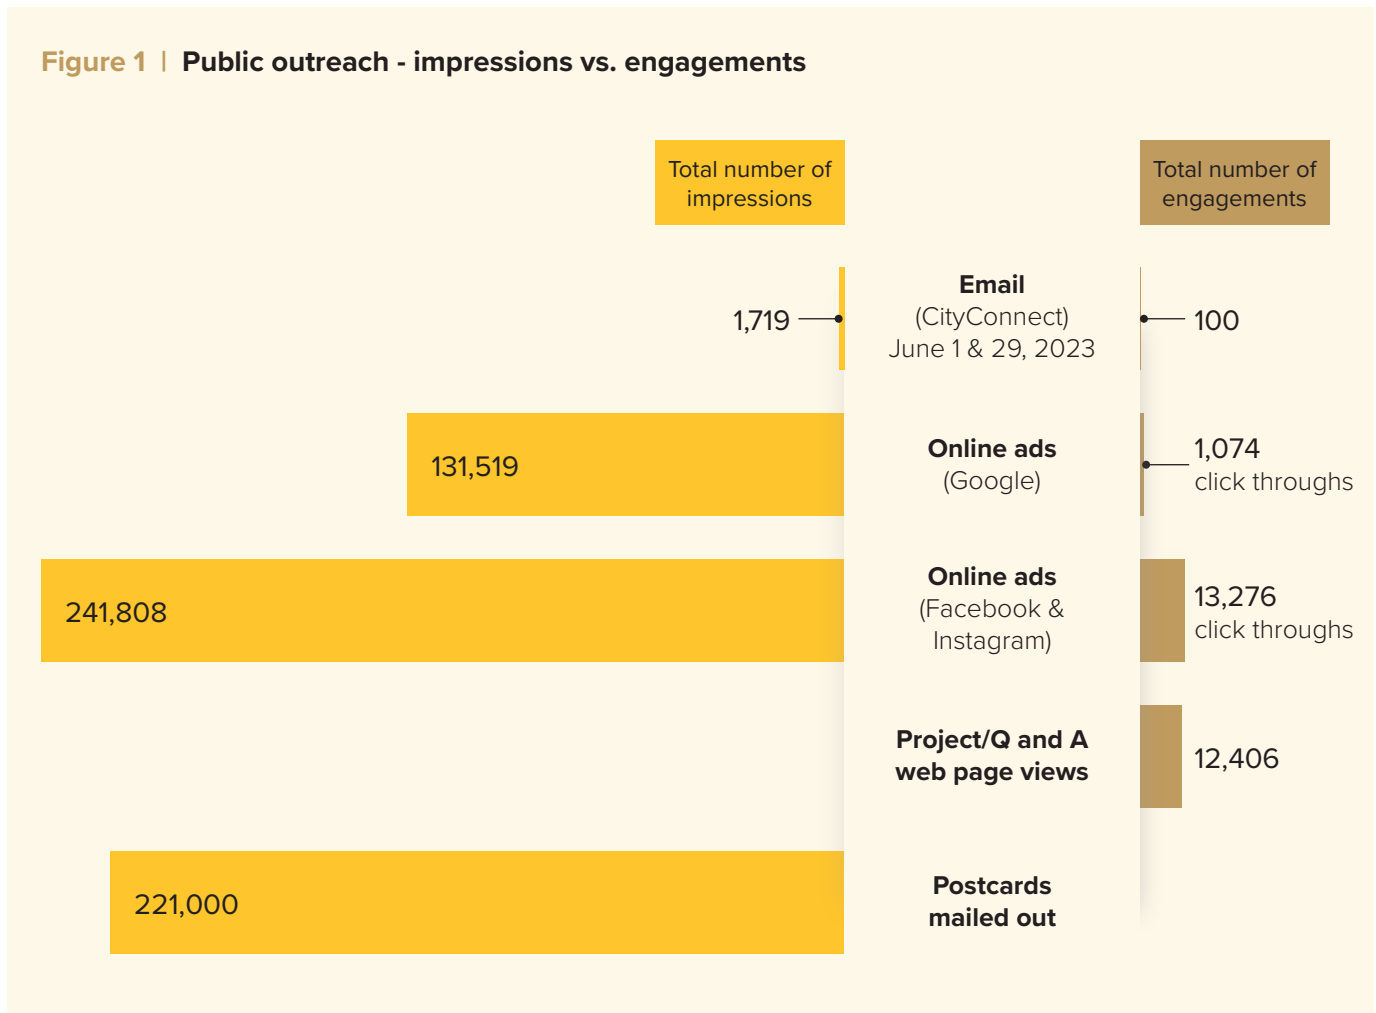 Figure 1 | Public outreach - impressions vs. engagements
Total number of
impressions
Total number of
engagements
1,719
Email
(CityConnect)
June 1 & 29, 2023
100
131,519
Online ads
(Google)
1,074
click throughs
241,808
Online ads
(Facebook &
Instagram)
13,276
click throughs
Project/Q and A
web page views
12,406
221,000
Postcards
mailed out